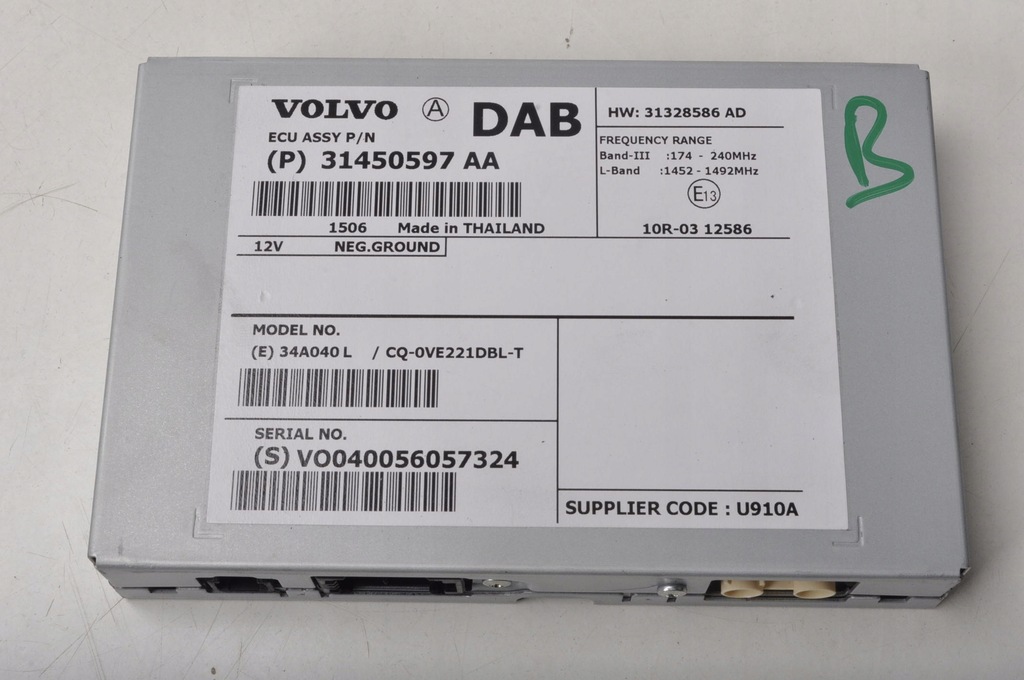 VOLVO A DAB
ECU ASSY P/N
(P) 31450597 AA
1506 Made in THAILAND
12V NEG.GROUND
HW: 31328586 AD
FREQUENCY RANGE
Band-III :174 - 240MHz
L-Band :1452 - 1492MHz
E13
10R-03 12586
MODEL NO.
(E) 34A040 L / CQ-0VE221DBL-T
SERIAL NO.
(S) VO040056057324
SUPPLIER CODE : U910A
B